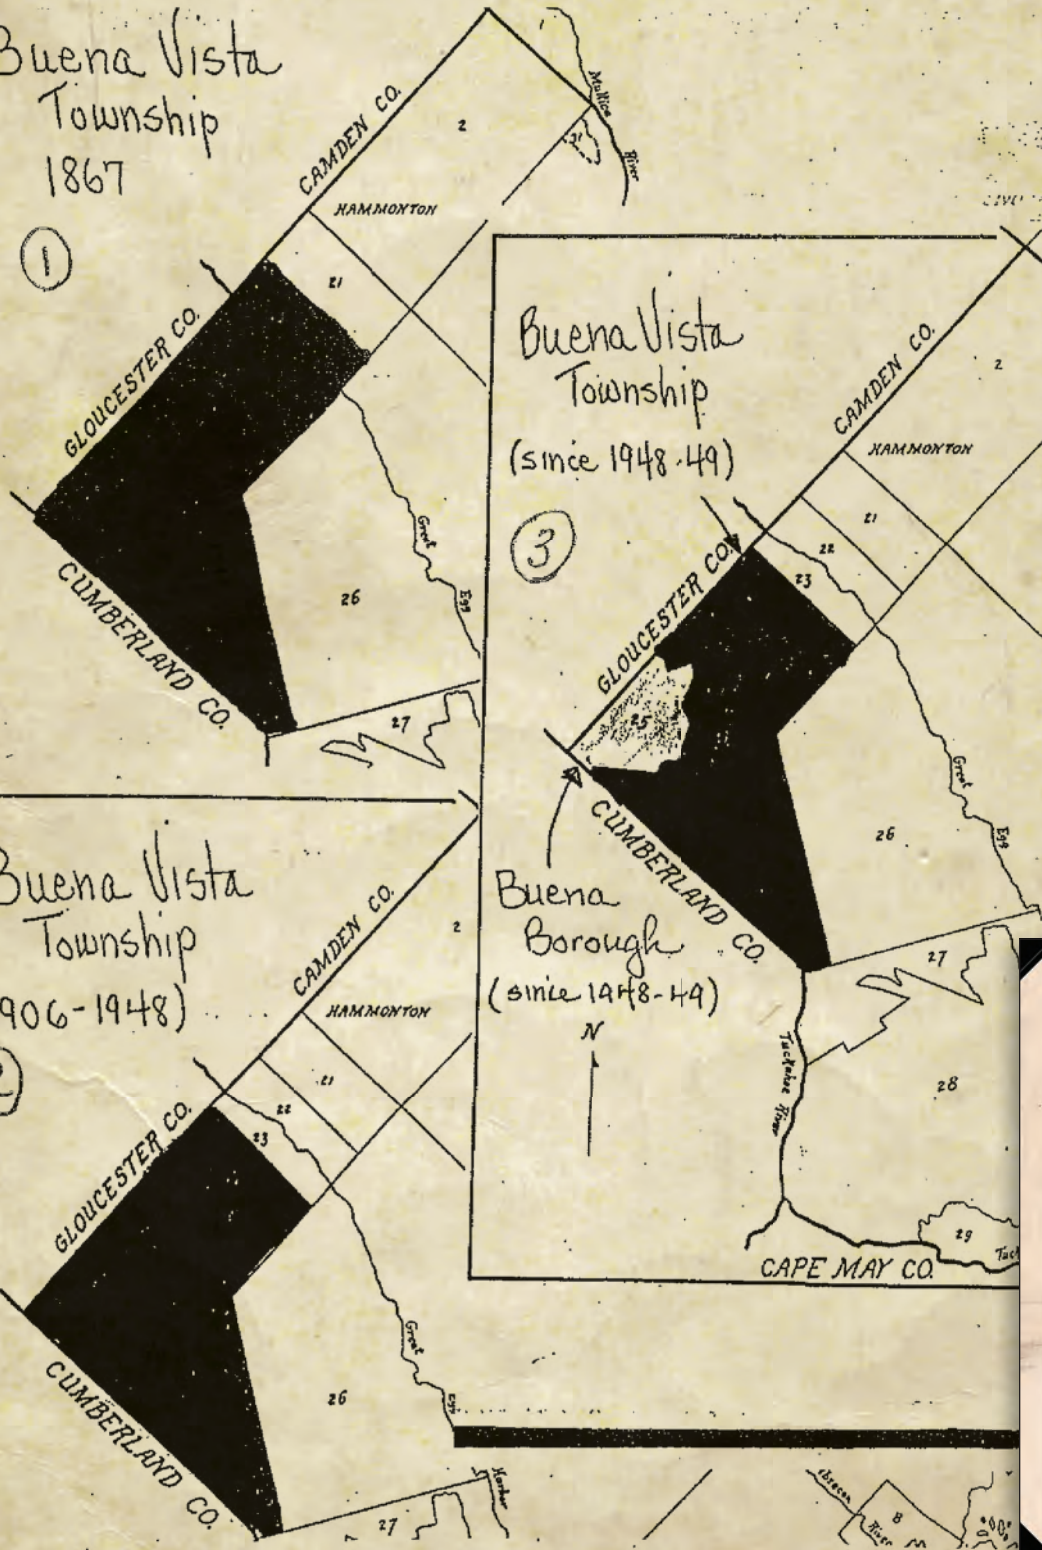 Buena Vista
Township
1867
1
CAMDEN CO.
2
Mullica
River
HAMMONTON
21
GLOUCESTER CO.
CUMBERLAND CO.
Great
Egg
26
27
Buena Vista
Township
906-1948)
2
CAMDEN CO.
2
HAMMONTON
21
22
23
GLOUCESTER CO.
CUMBERLAND CO.
Great
Egg
Harbor
26
27
Buena Vista
Township
(since 1948-49)
3
CAMDEN CO.
2
HAMMONTON
21
22
23
GLOUCESTER CO.
25
CUMBERLAND CO.
Great
Egg
26
Buena
Borough
(since 1948-49)
N
27
Tuckahoe River
28
29
Tuck
CAPE MAY CO.
River
8